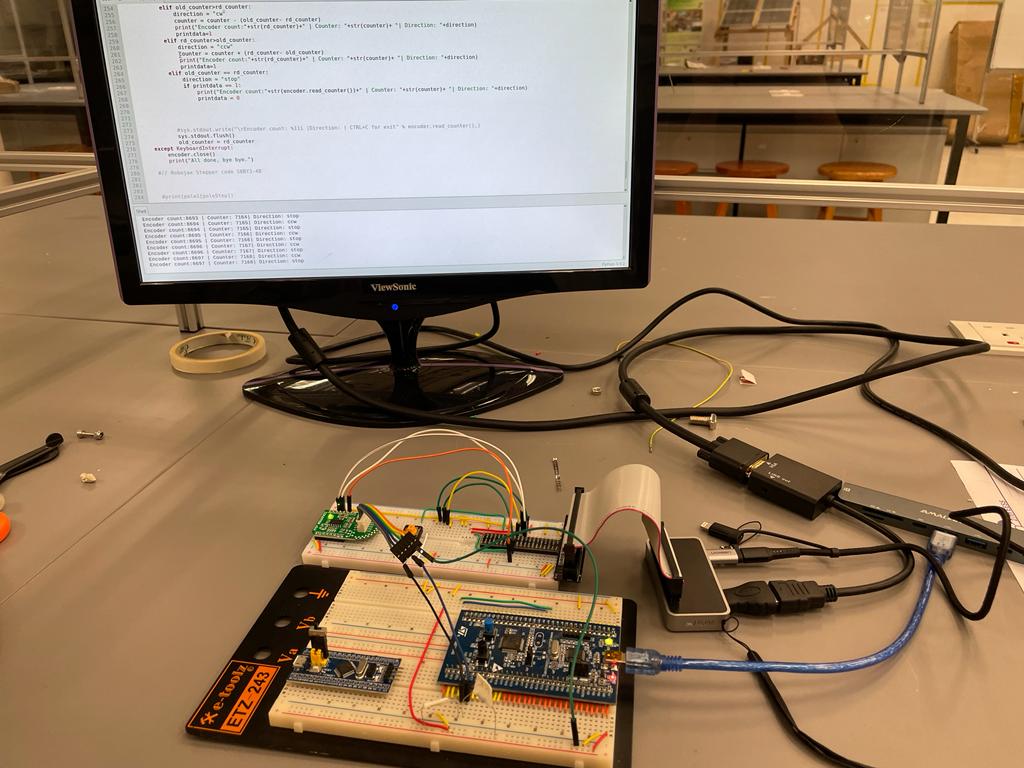 elif old_counter>rd_counter:
direction = "cw"
counter = counter - (old_counter- rd_counter)
print("Encoder count:"+str(rd_counter)+" | Counter: "+str(counter)+ "| Direction: "+direction)
printdata=1
elif rd_counter>old_counter:
direction = "ccw"
counter = counter + (rd_counter- old_counter)
print("Encoder count:"+str(rd_counter)+" | Counter: "+str(counter)+ "| Direction: "+direction)
printdata=1
elif old_counter == rd_counter:
direction = "stop"
if printdata == 1:
print("Encoder count:"+str(encoder.read_counter())+" | Counter: "+str(counter)+ "| Direction: "+direction)
printdata = 0
sys.stdout.flush()
old_counter = rd_counter
except KeyboardInterrupt:
encoder.close()
print("All done, bye bye.")
Shell
Encoder count:8693 | Counter: 7164| Direction: stop
Encoder count:8694 | Counter: 7165| Direction: ccw
Encoder count:8694 | Counter: 7165| Direction: stop
Encoder count:8695 | Counter: 7166| Direction: ccw
Encoder count:8695 | Counter: 7166| Direction: stop
Encoder count:8696 | Counter: 7167| Direction: ccw
Encoder count:8696 | Counter: 7167| Direction: stop
Encoder count:8697 | Counter: 7168| Direction: ccw
Encoder count:8697 | Counter: 7168| Direction: stop
ViewSonic
Vb
Va
e-tools
ETZ-243